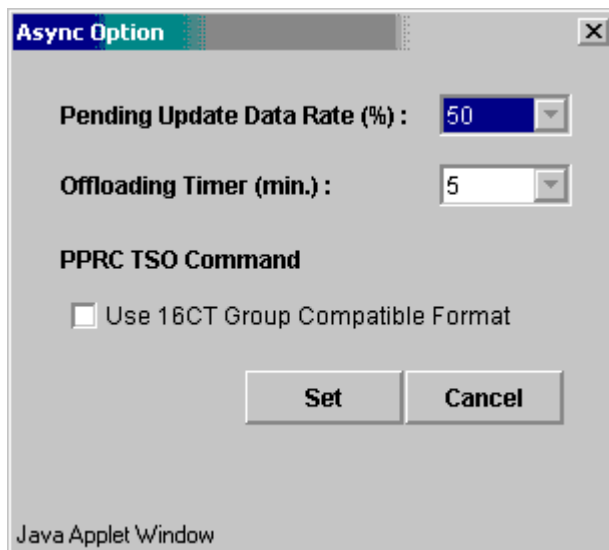 Async Option
Pending Update Data Rate (%) : 50
Offloading Timer (min.) : 5
PPRC TSO Command
Use 16CT Group Compatible Format
Set Cancel
Java Applet Window